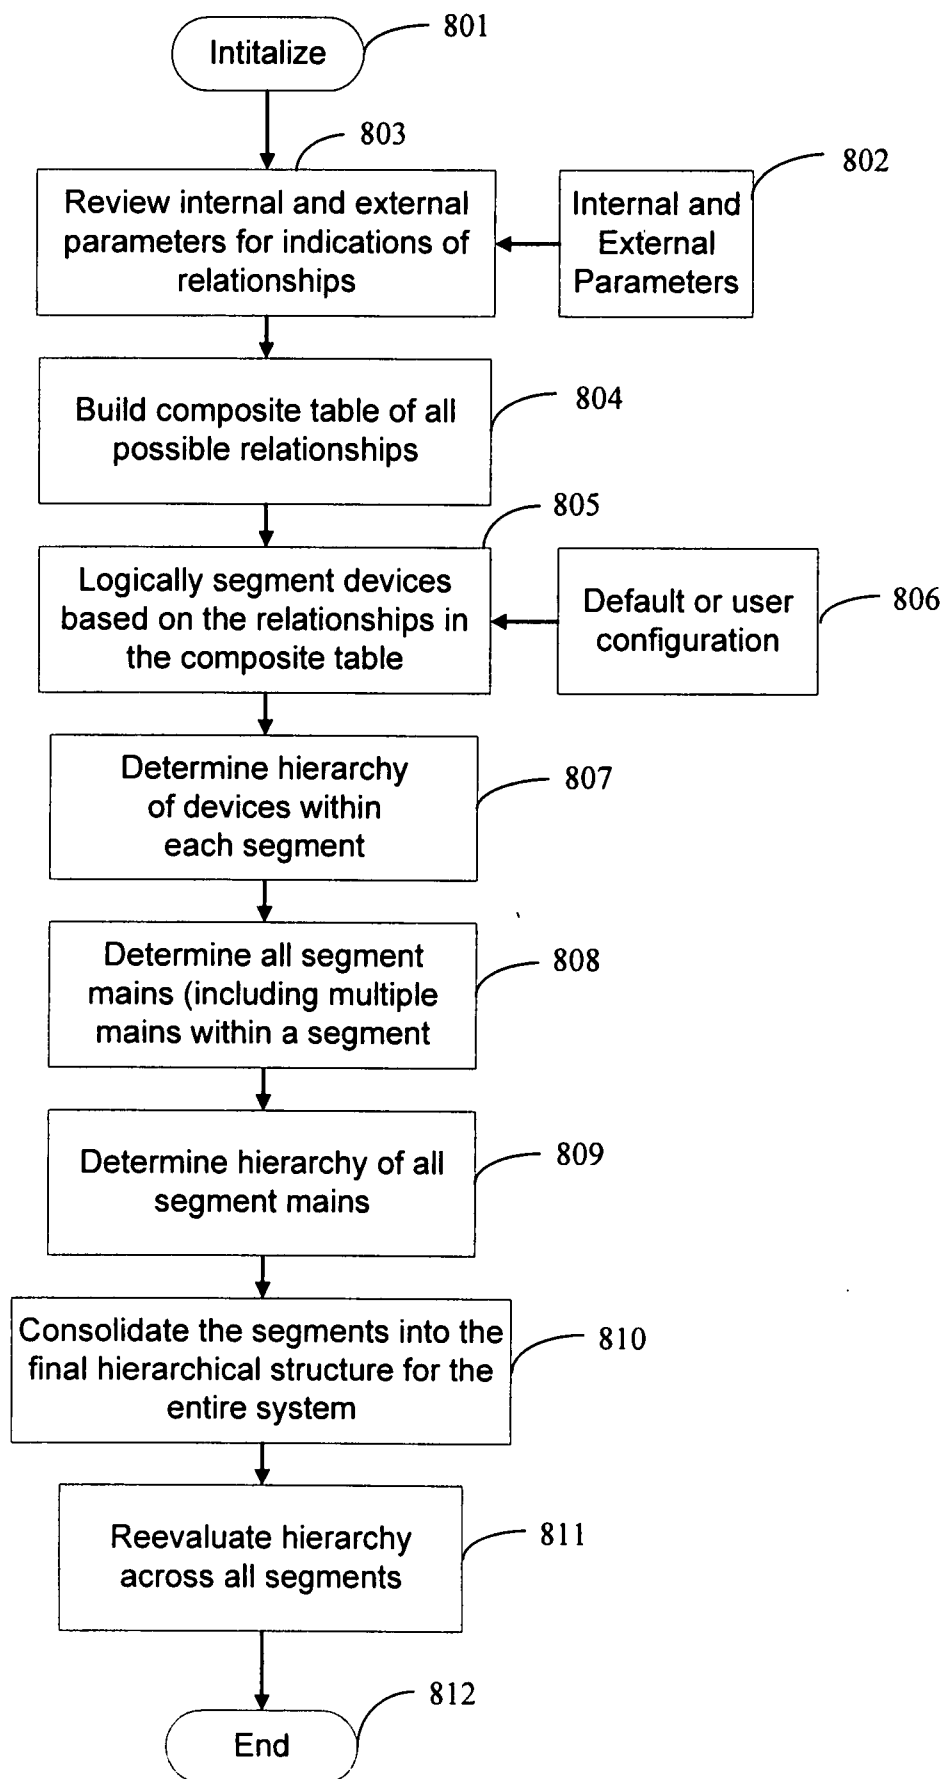 Intitalize
801
803
Review internal and external
parameters for indications of
relationships
802
Internal and
External
Parameters
Build composite table of all
possible relationships
804
805
Logically segment devices
based on the relationships in
the composite table
Default or user
configuration
806
Determine hierarchy
of devices within
each segment
807
Determine all segment
mains (including multiple
mains within a segment
808
Determine hierarchy of all
segment mains
809
Consolidate the segments into the
final hierarchical structure for the
entire system
810
Reevaluate hierarchy
across all segments
811
812
End